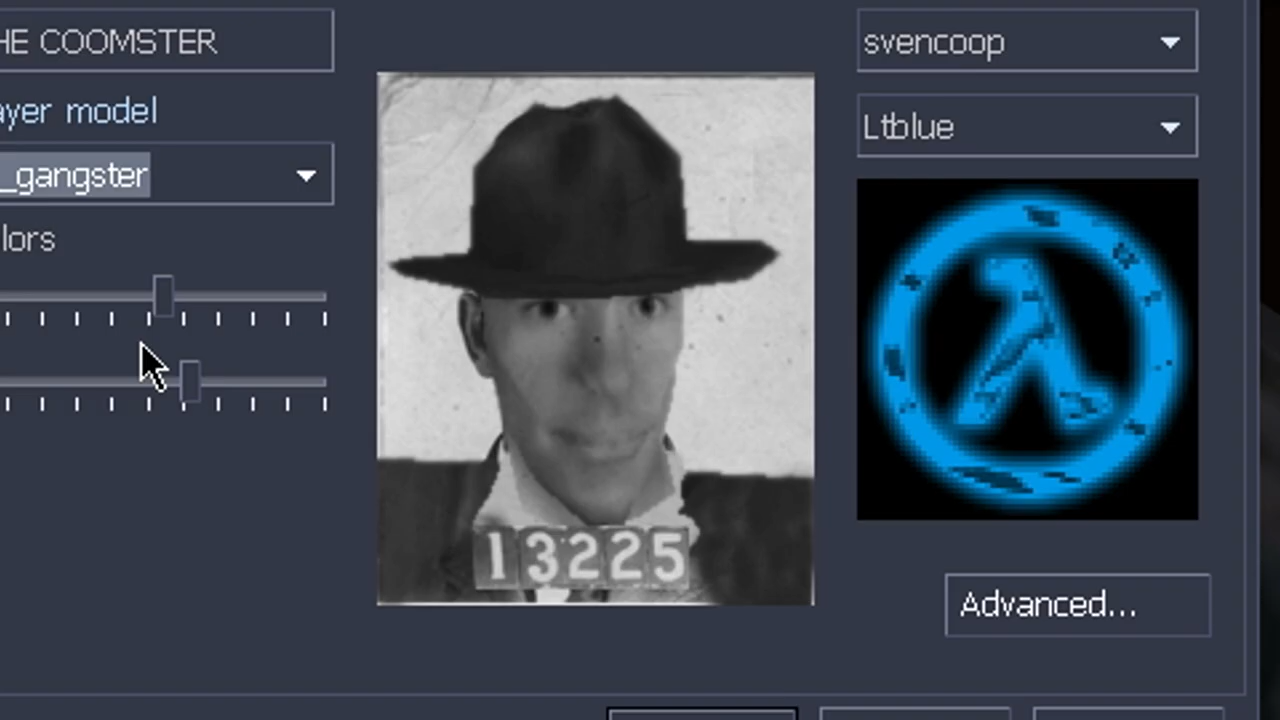 HE COOMSTER
svencoop
ayer model
Ltblue
_gangster
lors
13225
Advanced...